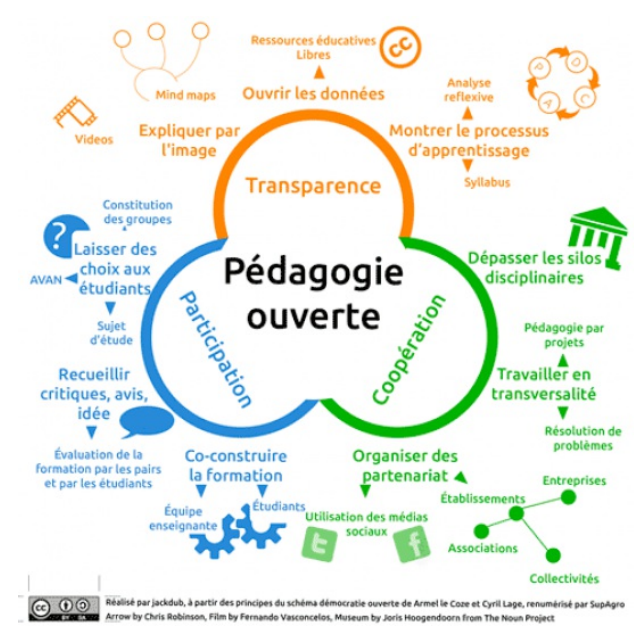 Ressources éducatives
Libres
cc
Mind maps
Ouvrir les données
Analyse
reflexive
P
D
C
A
Vídeos
Expliquer par
l'image
Montrer le processus
d'apprentissage
Syllabus
Transparence
Constitution
des groupes
?
Laisser des
choix aux
étudiants
AVAN
Sujet
d'étude
Pédagogie
ouverte
Participation
Coopération
Dépasser les silos
disciplinaires
Pédagogie par
projets
Travailler en
transversalité
Résolution de
problèmes
Recueillir
critiques, avis,
idée
Évaluation de la
formation par les pairs
et par les étudiants
Co-construire
la formation
Équipe
enseignante
Étudiants
Organiser des
partenariat
Utilisation des médias
sociaux
t
f
Établissements
Entreprises
Associations
Collectivités
cc
BY
SA
Réalisé par jackdub, à partir des principes du schéma démocratie ouverte de Armel le Coze et Cyril Lage, renumérisé par SupAgro
Arrow by Chris Robinson, Film by Fernando Vasconcelos, Museum by Joris Hoogendoorn from The Noun Project